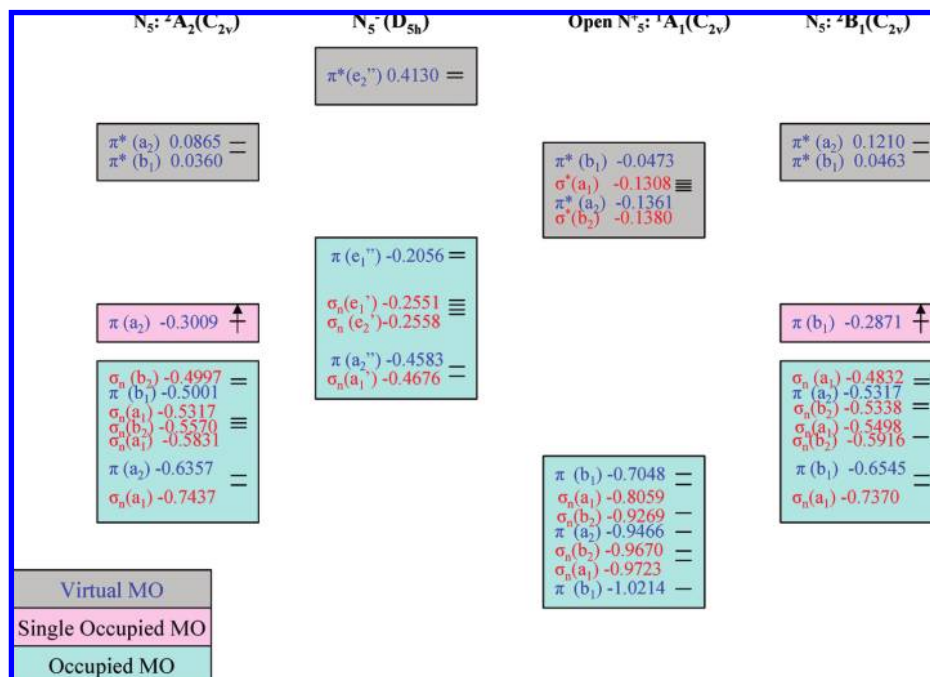 N₅: ²A₂(C₂ᵥ)
N₅⁻(D₅ₕ)
Open N⁺₅: ¹A₁(C₂ᵥ)
N₅: ²B₁(C₂ᵥ)
π* (a₂) 0.0865
π* (b₁) 0.0360
π (a₂) -0.3009
σₙ (b₂) -0.4997
π (b₁) -0.5001
σₙ(a₁) -0.5317
σₙ(b₂) -0.5570
σₙ(a₁) -0.5831
π (a₂) -0.6357
σₙ(a₁) -0.7437
π*(e₂”) 0.4130
π (e₁”) -0.2056
σₙ(e₁’) -0.2551
σₙ (e₂’)-0.2558
π (a₂”) -0.4583
σₙ(a₁’) -0.4676
π* (b₁) -0.0473
σ*(a₁) -0.1308
π* (a₂) -0.1361
σ*(b₂) -0.1380
π (b₁) -0.7048
σₙ(a₁) -0.8059
σₙ(b₂) -0.9269
π (a₂) -0.9466
σₙ(b₂) -0.9670
σₙ(a₁) -0.9723
π (b₁) -1.0214
π* (a₂) 0.1210
π* (b₁) 0.0463
π (b₁) -0.2871
σₙ (a₁) -0.4832
π (a₂) -0.5317
σₙ(b₂) -0.5338
σₙ(a₁) -0.5498
σₙ(b₂) -0.5916
π (b₁) -0.6545
σₙ(a₁) -0.7370
Virtual MO
Single Occupied MO
Occupied MO